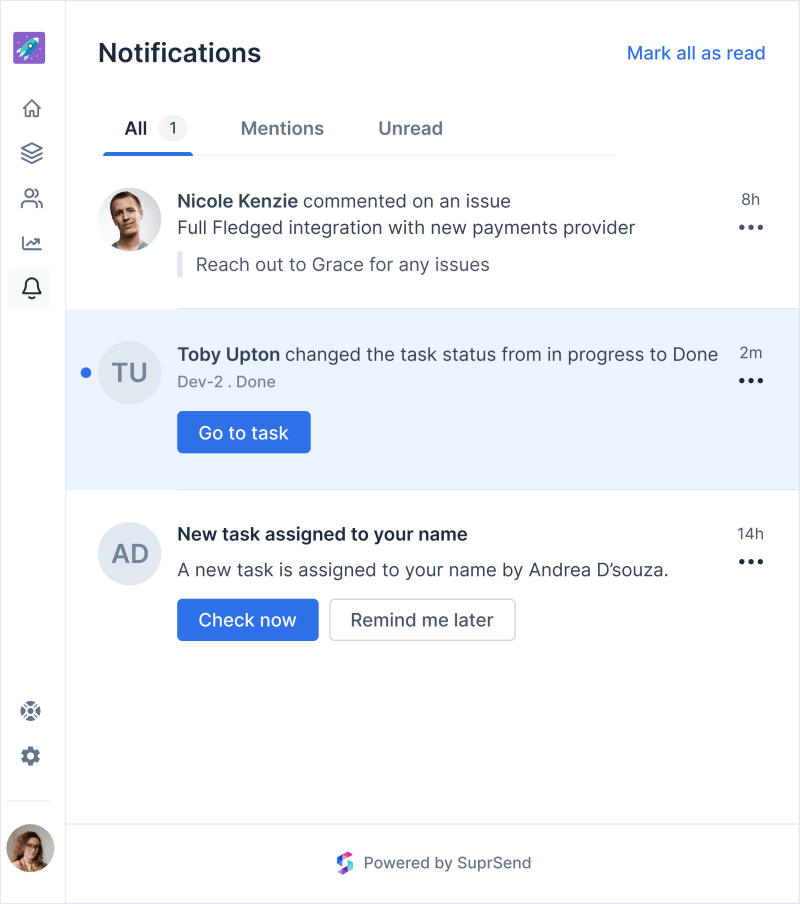 Notifications
Mark all as read
All 1
Mentions
Unread
Nicole Kenzie commented on an issue
8h
Full Fledged integration with new payments provider
Reach out to Grace for any issues
TU
Toby Upton changed the task status from in progress to Done
2m
Dev-2 . Done
Go to task
AD
New task assigned to your name
14h
A new task is assigned to your name by Andrea D’souza.
Check now
Remind me later
Powered by SuprSend